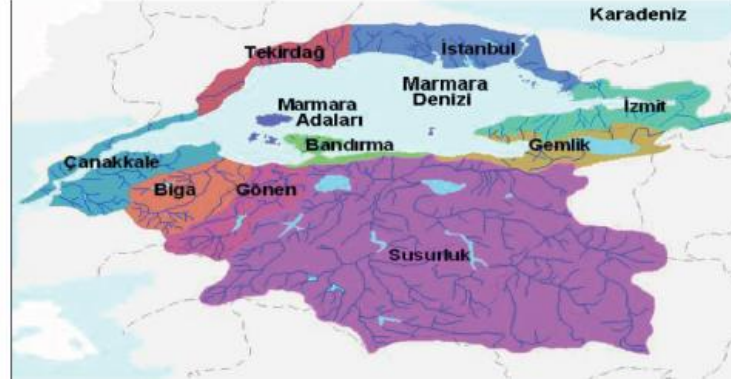 Karadeniz
Tekirdağ
İstanbul
Marmara
Denizi
Marmara
Adaları
İzmit
Bandırma
Gemlik
Çanakkale
Biga
Gönen
Susurluk